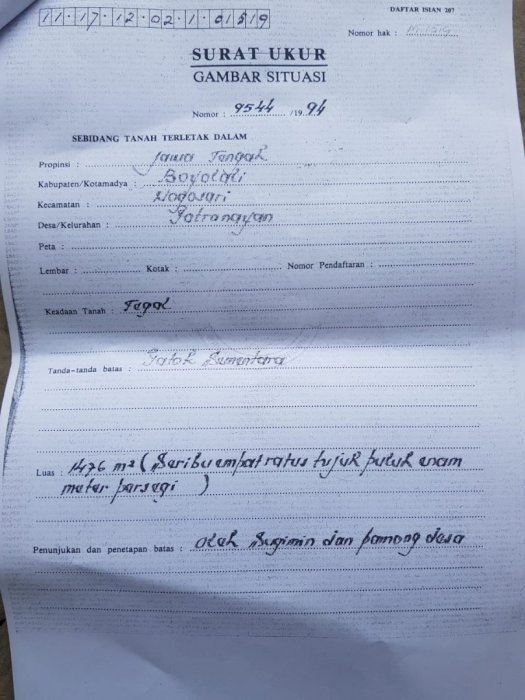 11.17.12.02.1.01519
DAFTAR ISIAN 207
Nomor hak :
SURAT UKUR
GAMBAR SITUASI
Nomor : 9544 /19 94
SEBIDANG TANAH TERLETAK DALAM
Propinsi : Jawa Tengah
Kabupaten/Kotamadya : Boyolali
Kecamatan : Nogosari
Desa/Kelurahan : Potronayan
Peta :
Lembar : Kotak : Nomor Pendaftaran :
Keadaan Tanah : Tegal
Tanda-tanda batas : Patok Sementara
Luas : 1476 m² ( Seribu empat ratus tujuh puluh enam
meter parsegi )
Penunjukan dan penetapan batas : Oleh Sugimin dan pamong desa